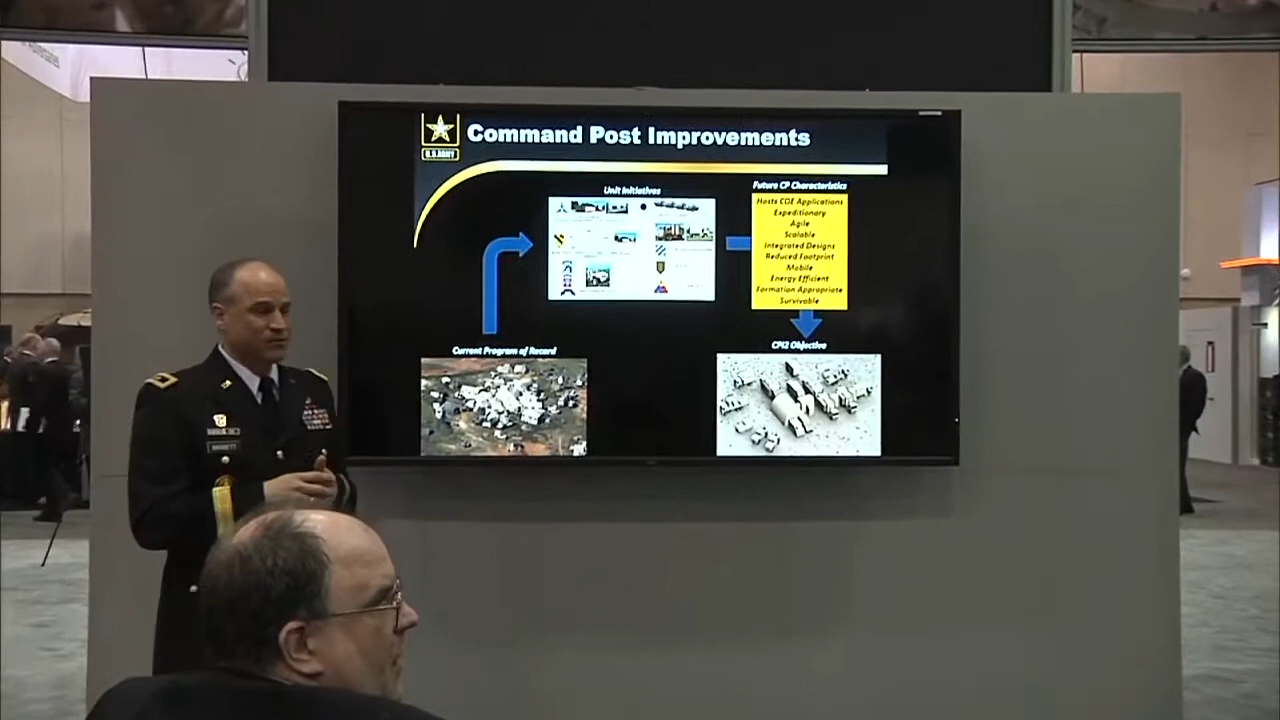 Command Post Improvements
U.S. ARMY
Unit Initiatives
Future CP Characteristics
Hosts COE Applications
Expeditionary
Agile
Scalable
Integrated Designs
Reduced Footprint
Mobile
Energy Efficient
Formation Appropriate
Survivable
Current Program of Record
CPI2 Objective